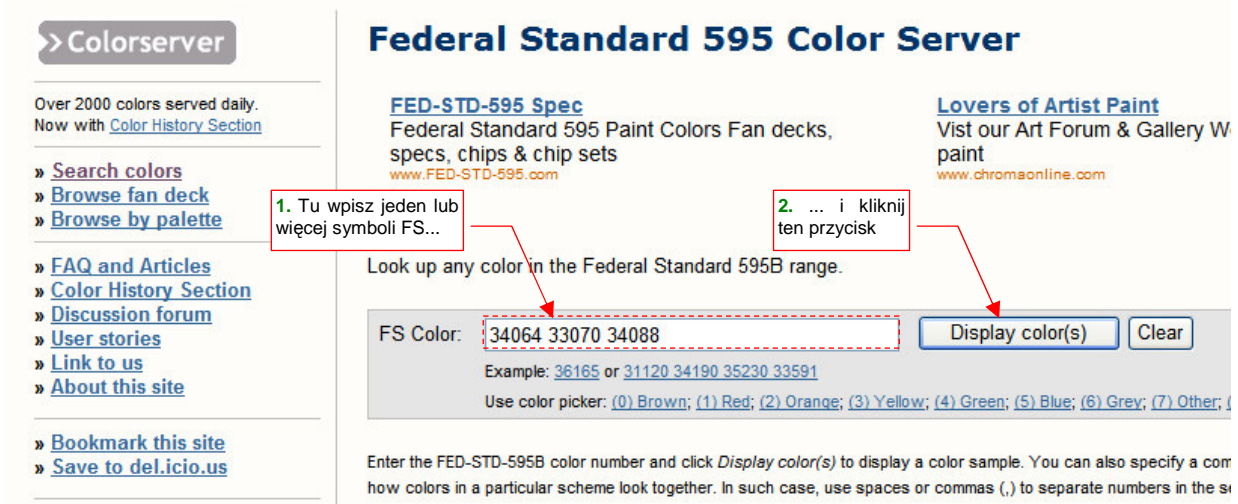 >> Colorserver
Over 2000 colors served daily.
Now with Color History Section
» Search colors
» Browse fan deck
» Browse by palette
» FAQ and Articles
» Color History Section
» Discussion forum
» User stories
» Link to us
» About this site
» Bookmark this site
» Save to del.icio.us
Federal Standard 595 Color Server
FED-STD-595 Spec
Federal Standard 595 Paint Colors Fan decks,
specs, chips & chip sets
www.FED-STD-595.com
Lovers of Artist Paint
Vist our Art Forum & Gallery W
paint
www.chromaonline.com
1. Tu wpisz jeden lub
więcej symboli FS...
2. ... i kliknij
ten przycisk
Look up any color in the Federal Standard 595B range.
FS Color: 34064 33070 34088 Display color(s) Clear
Example: 36165 or 31120 34190 35230 33591
Use color picker: (0) Brown; (1) Red; (2) Orange; (3) Yellow; (4) Green; (5) Blue; (6) Grey; (7) Other; (
Enter the FED-STD-595B color number and click Display color(s) to display a color sample. You can also specify a com
how colors in a particular scheme look together. In such case, use spaces or commas (,) to separate numbers in the se